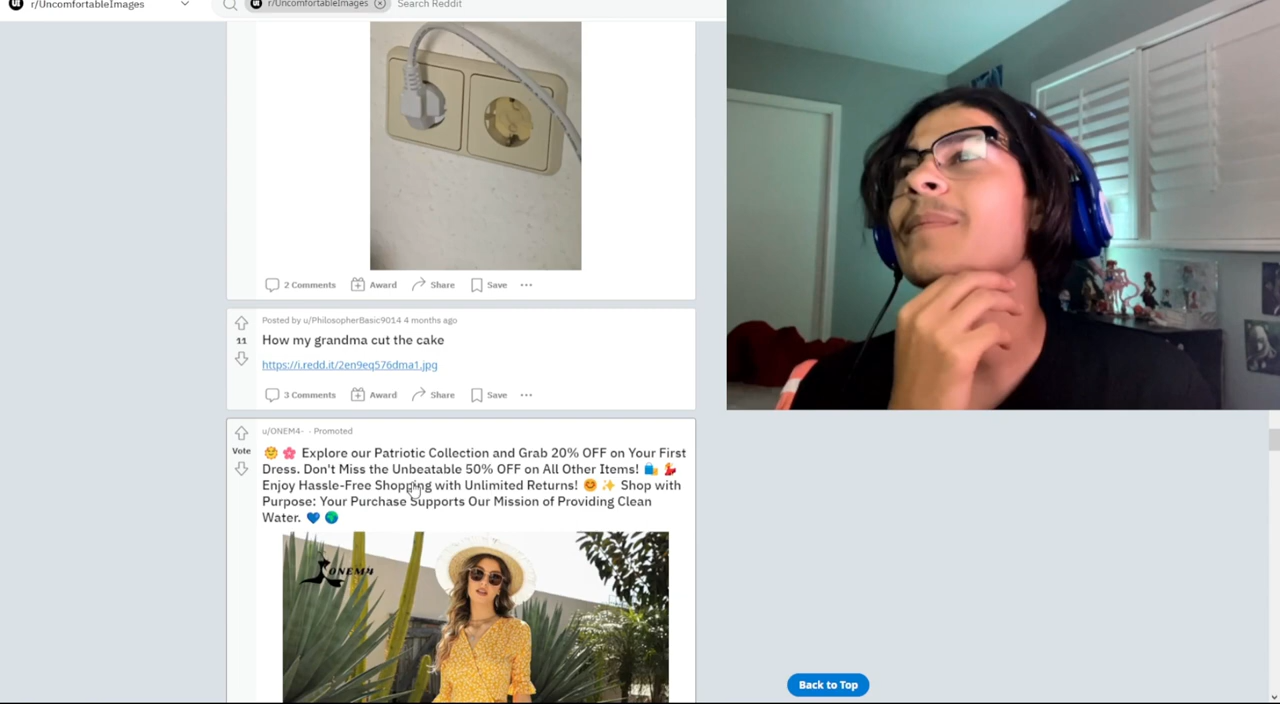 r/UncomfortableImages
r/UncomfortableImages
Search Reddit
2 Comments Award Share Save
Posted by u/PhilosopherBasic9014 4 months ago
11
How my grandma cut the cake
https://i.redd.it/2en9eq576dma1.jpg
3 Comments Award Share Save
u/ONEM4- · Promoted
Vote
🌞 🌸 Explore our Patriotic Collection and Grab 20% OFF on Your First
Dress. Don't Miss the Unbeatable 50% OFF on All Other Items! 🛍️ 💃
Enjoy Hassle-Free Shopping with Unlimited Returns! 😊 ✨ Shop with
Purpose: Your Purchase Supports Our Mission of Providing Clean
Water. 💙 🌎
ONEM4
Back to Top